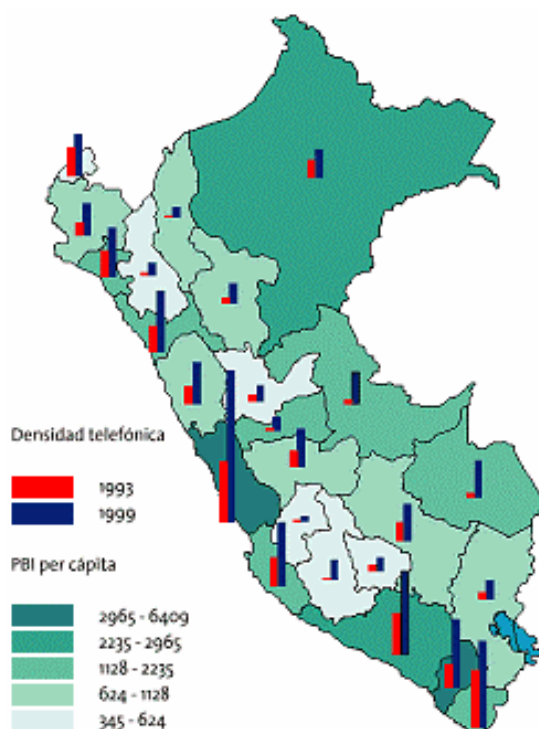 Densidad telefónica
1993
1999
PBI per cápita
2965 - 6409
2235 - 2965
1128 - 2235
624 - 1128
345 - 624